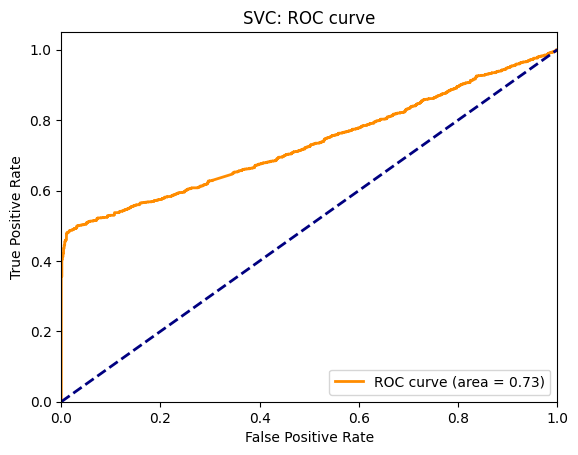 SVC: ROC curve
True Positive Rate
1.0
0.8
0.6
0.4
0.2
0.0
ROC curve (area = 0.73)
0.0 0.2 0.4 0.6 0.8 1.0
False Positive Rate